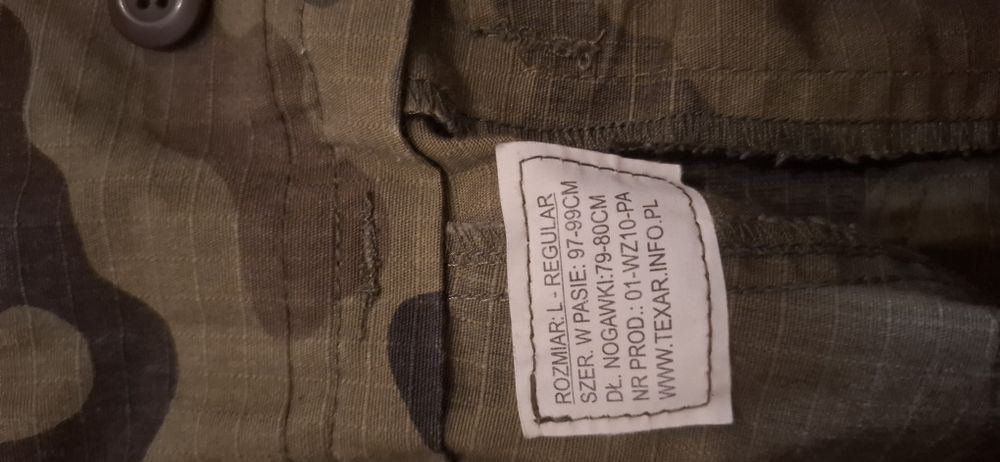 ROZMIAR: L - REGULAR
SZER. W PASIE: 97-99CM
DŁ. NOGAWKI:79-80CM
NR PROD.: 01-WZ10-PA
WWW.TEXAR.INFO.PL